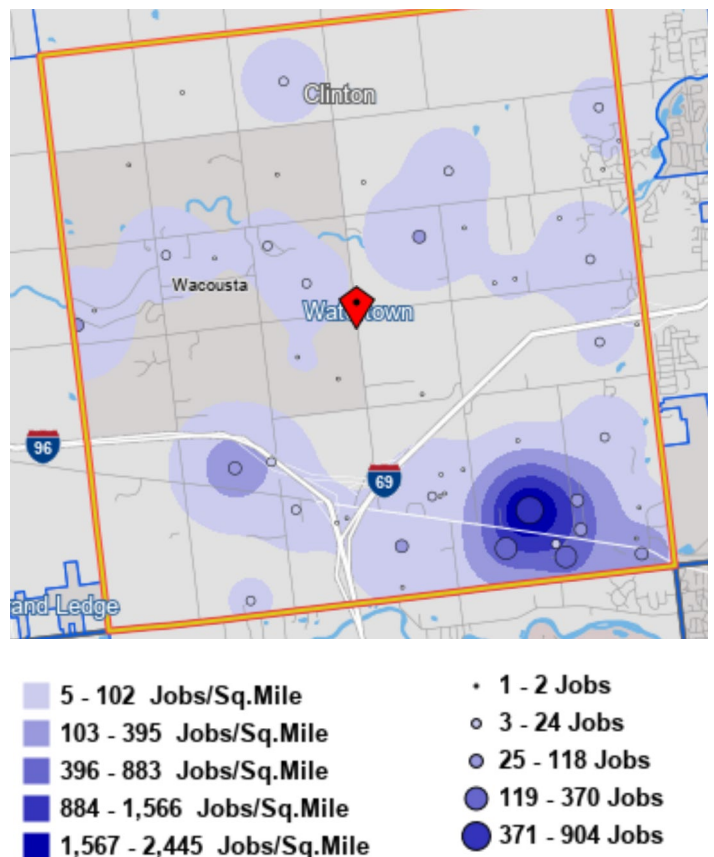 Clinton
Wacousta
Wat town
96
69
and Ledge
5 - 102 Jobs/Sq.Mile
103 - 395 Jobs/Sq.Mile
396 - 883 Jobs/Sq.Mile
884 - 1,566 Jobs/Sq.Mile
1,567 - 2,445 Jobs/Sq.Mile
1 - 2 Jobs
3 - 24 Jobs
25 - 118 Jobs
119 - 370 Jobs
371 - 904 Jobs